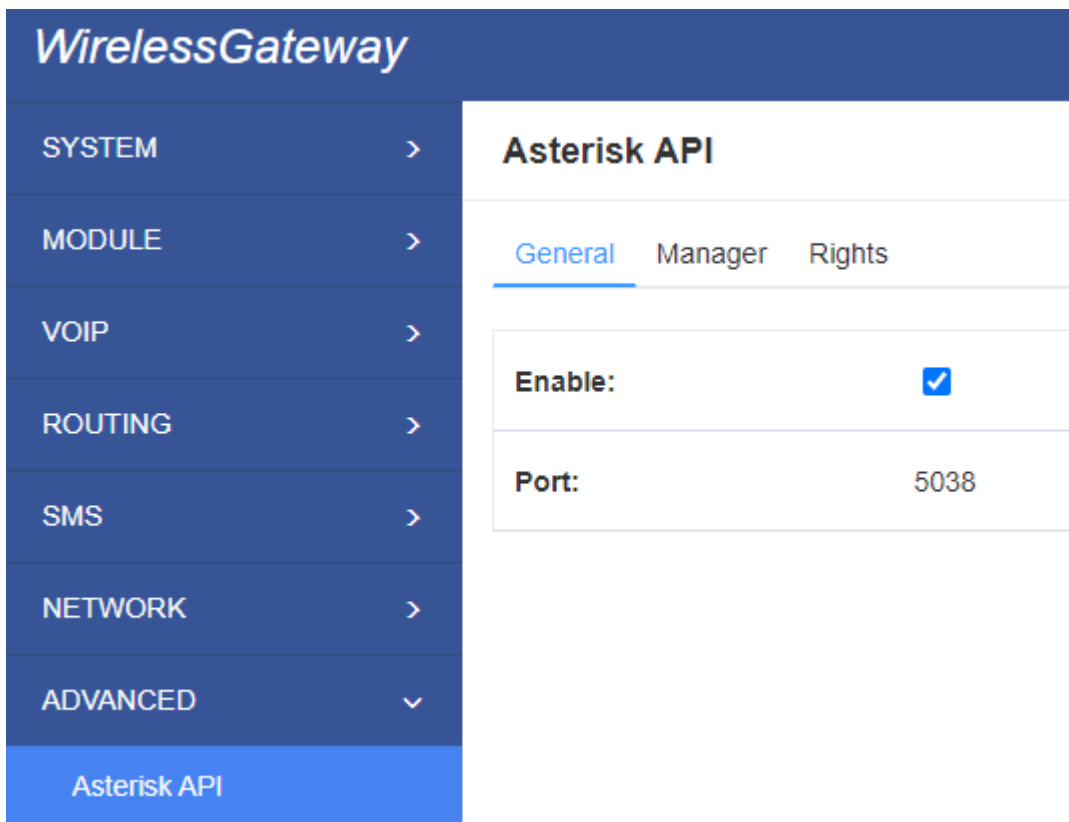 WirelessGateway
SYSTEM
MODULE
VOIP
ROUTING
SMS
NETWORK
ADVANCED
Asterisk API
Asterisk API
General Manager Rights
Enable:
Port: 5038